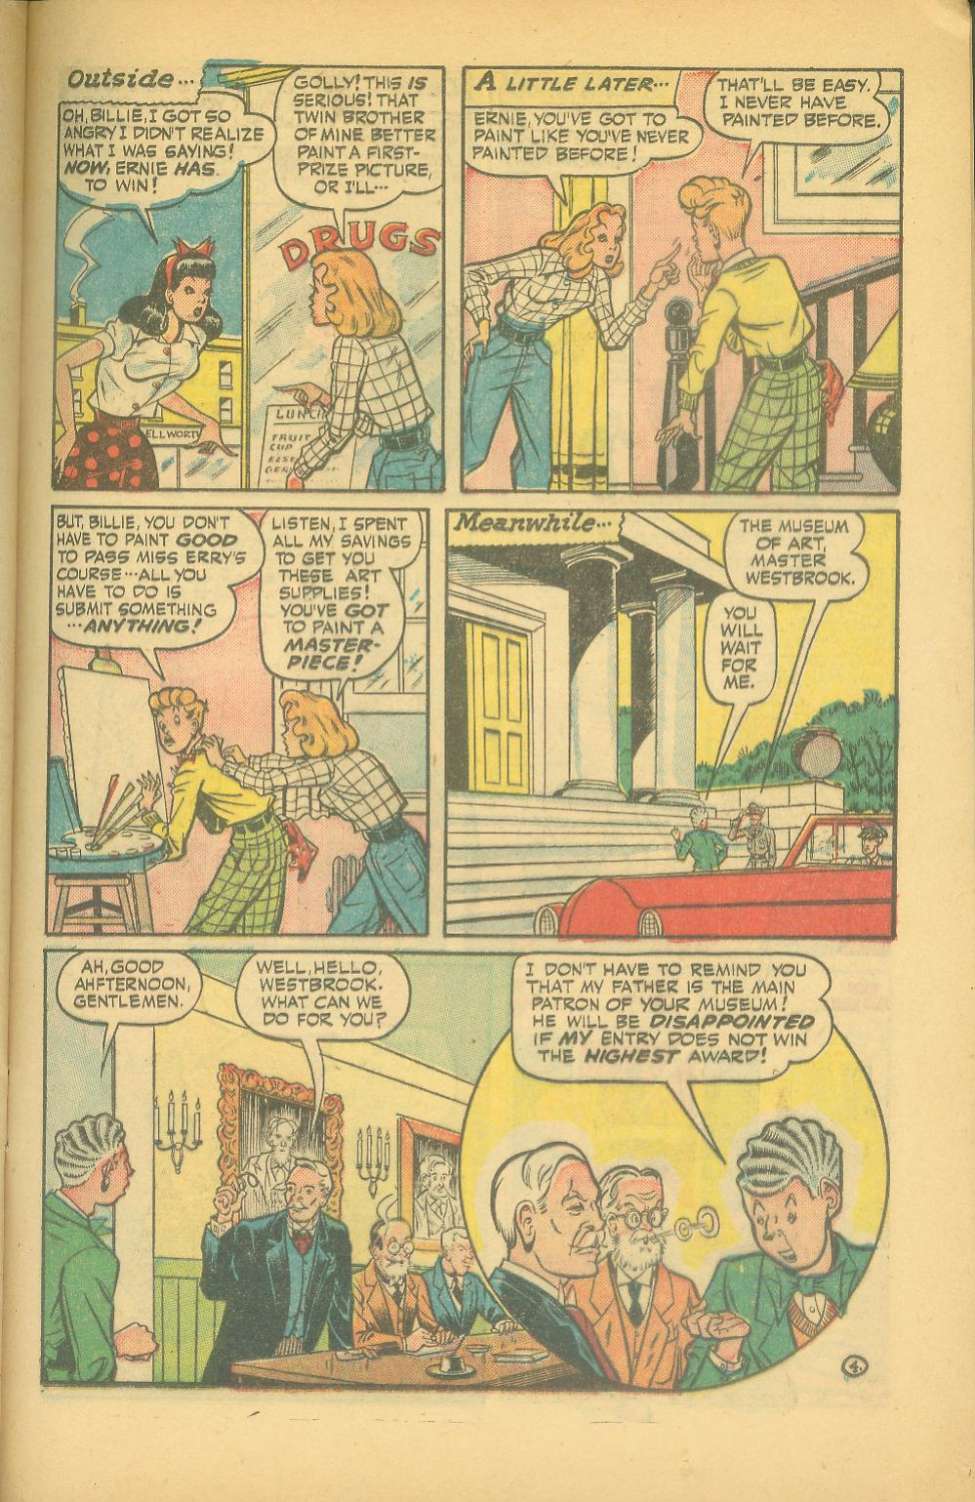 Outside...
OH, BILLIE, I GOT SO
ANGRY I DIDN'T REALIZE
WHAT I WAS SAYING!
NOW, ERNIE HAS
TO WIN!
GOLLY! THIS IS
SERIOUS! THAT
TWIN BROTHER
OF MINE BETTER
PAINT A FIRST-
PRIZE PICTURE,
OR I'LL...
DRUGS
ELLWORT
LUNCH
FRUIT
CUP
A LITTLE LATER...
ERNIE, YOU'VE GOT TO
PAINT LIKE YOU'VE NEVER
PAINTED BEFORE!
THAT'LL BE EASY.
I NEVER HAVE
PAINTED BEFORE.
BUT, BILLIE, YOU DON'T
HAVE TO PAINT GOOD
TO PASS MISS ERRY'S
COURSE...ALL YOU
HAVE TO DO IS
SUBMIT SOMETHING
...ANYTHING!
LISTEN, I SPENT
ALL MY SAVINGS
TO GET YOU
THESE ART
SUPPLIES!
YOU'VE GOT
TO PAINT A
MASTER-
PIECE!
Meanwhile...
THE MUSEUM
OF ART,
MASTER
WESTBROOK.
YOU
WILL
WAIT
FOR
ME.
AH, GOOD
AHFTERNOON,
GENTLEMEN.
WELL, HELLO,
WESTBROOK.
WHAT CAN WE
DO FOR YOU?
I DON'T HAVE TO REMIND YOU
THAT MY FATHER IS THE MAIN
PATRON OF YOUR MUSEUM!
HE WILL BE DISAPPOINTED
IF MY ENTRY DOES NOT WIN
THE HIGHEST AWARD!
4